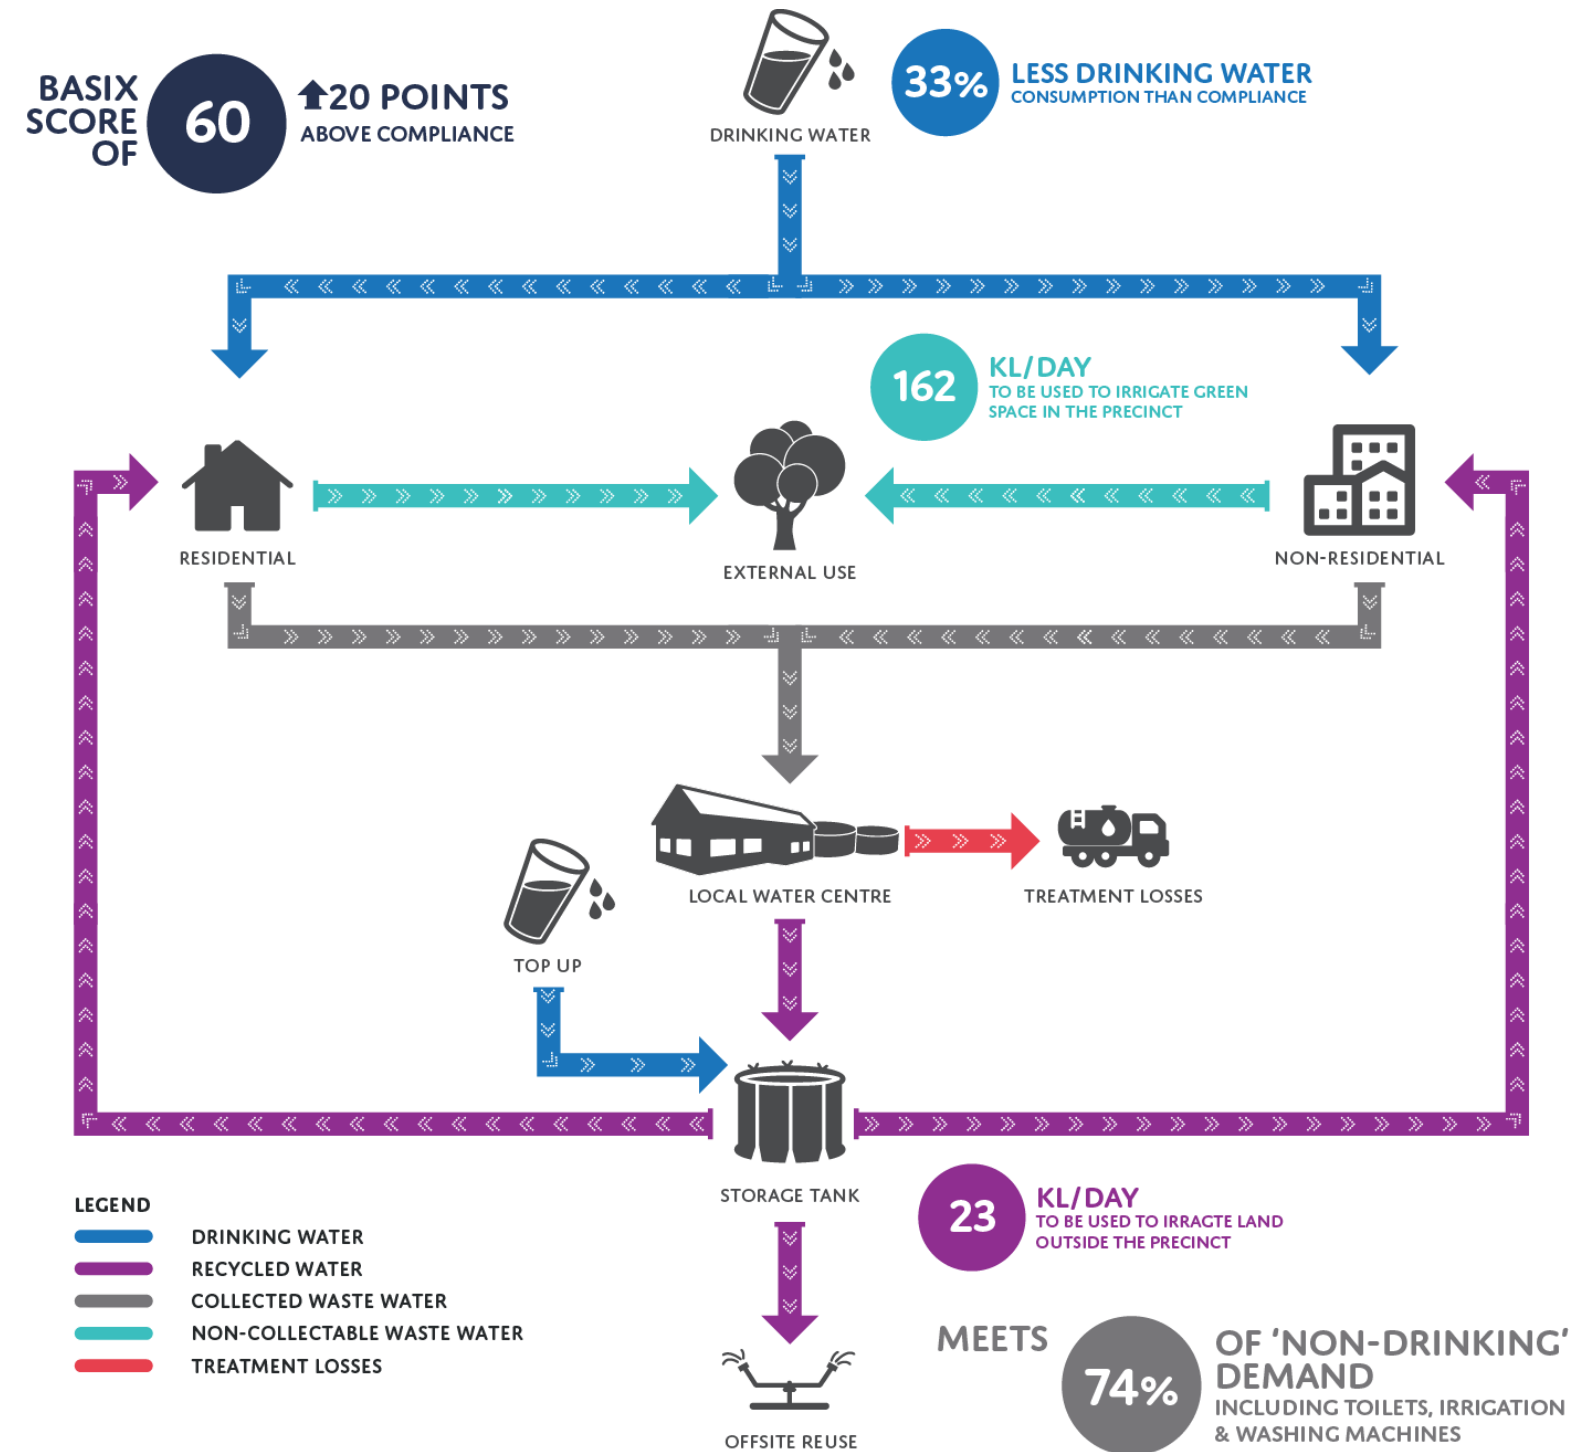 BASIX
SCORE
OF
60
20 POINTS
ABOVE COMPLIANCE
DRINKING WATER
33%
LESS DRINKING WATER
CONSUMPTION THAN COMPLIANCE
162
KL/DAY
TO BE USED TO IRRIGATE GREEN
SPACE IN THE PRECINCT
RESIDENTIAL
EXTERNAL USE
NON-RESIDENTIAL
LOCAL WATER CENTRE
TREATMENT LOSSES
TOP UP
STORAGE TANK
23
KL/DAY
TO BE USED TO IRRAGTE LAND
OUTSIDE THE PRECINCT
LEGEND
DRINKING WATER
RECYCLED WATER
COLLECTED WASTE WATER
NON-COLLECTABLE WASTE WATER
TREATMENT LOSSES
OFFSITE REUSE
MEETS
74%
OF 'NON-DRINKING'
DEMAND
INCLUDING TOILETS, IRRIGATION
& WASHING MACHINES